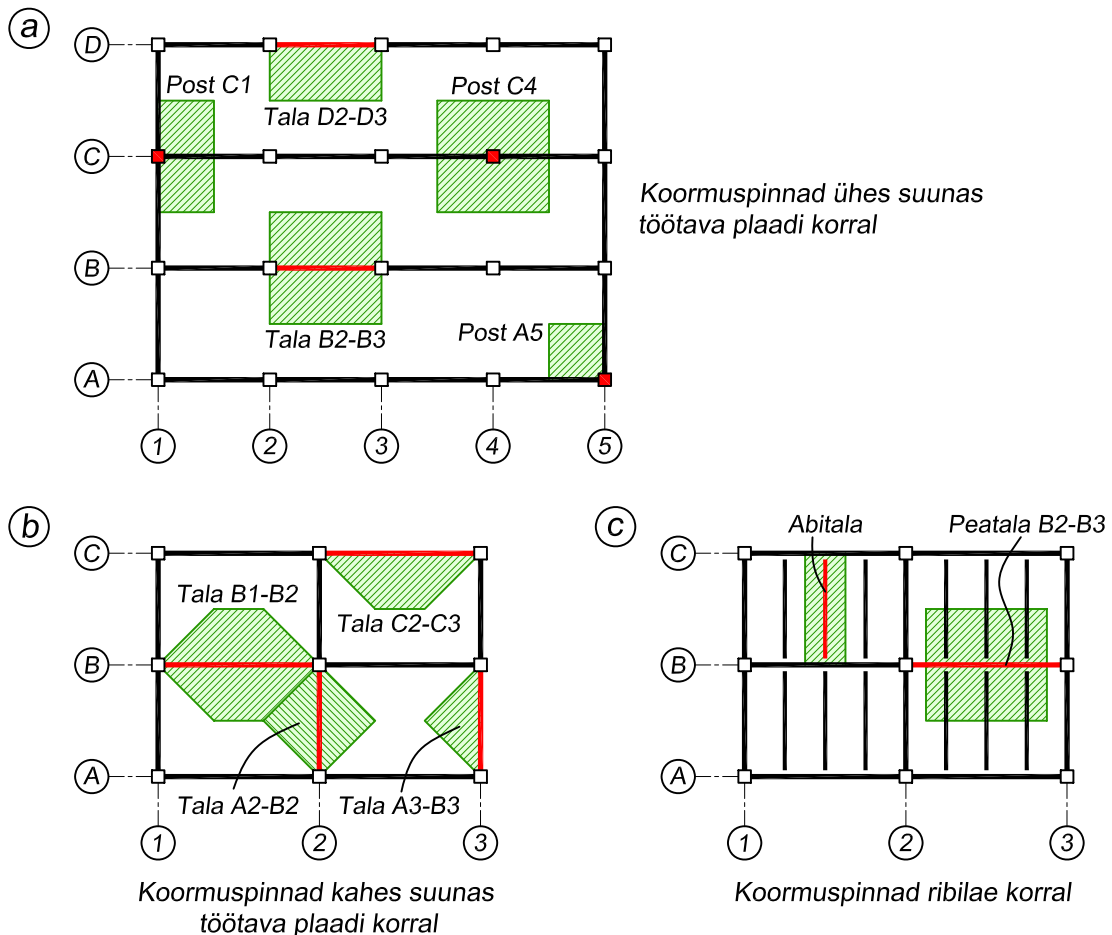 a
D
Post C1
Post C4
Tala D2-D3
C
Koormuspinnad ühes suunas
töötava plaadi korral
B
Tala B2-B3
Post A5
A
1
2
3
4
5
b
C
Tala B1-B2
Tala C2-C3
B
A
Tala A2-B2
Tala A3-B3
1
2
3
Koormuspinnad kahes suunas
töötava plaadi korral
c
Abitala
Peatala B2-B3
C
B
A
1
2
3
Koormuspinnad ribilae korral